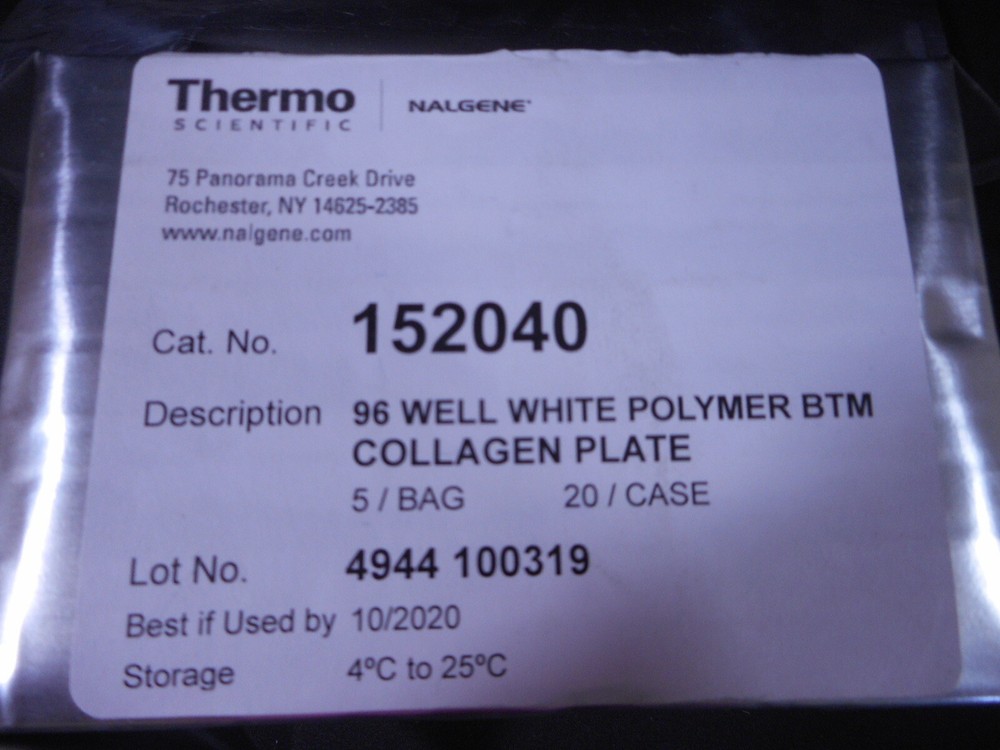 Thermo
SCIENTIFIC
NALGENE®
75 Panorama Creek Drive
Rochester, NY 14625-2385
www.nalgene.com
Cat. No. 152040
Description 96 WELL WHITE POLYMER BTM
COLLAGEN PLATE
5 / BAG 20 / CASE
Lot No. 4944 100319
Best if Used by 10/2020
Storage 4ºC to 25ºC